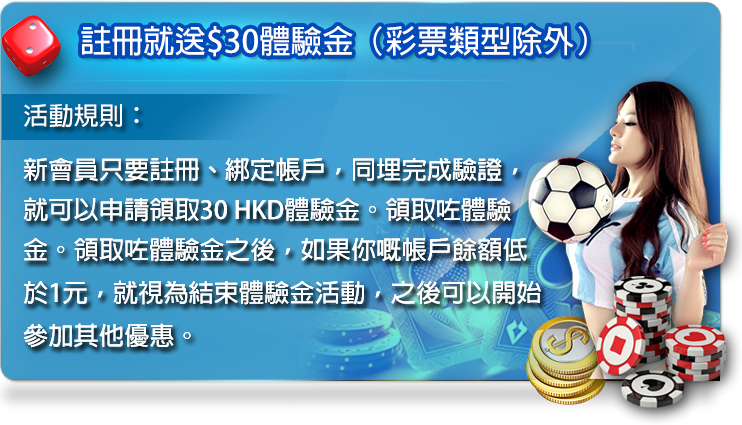 註冊就送$30體驗金（彩票類型除外）
活動規則：
新會員只要註冊、綁定帳戶，同埋完成驗證，
就可以申請領取30 HKD體驗金。領取咗體驗
金。領取咗體驗金之後，如果你嘅帳戶餘額低
於1元，就視為結束體驗金活動，之後可以開始
參加其他優惠。